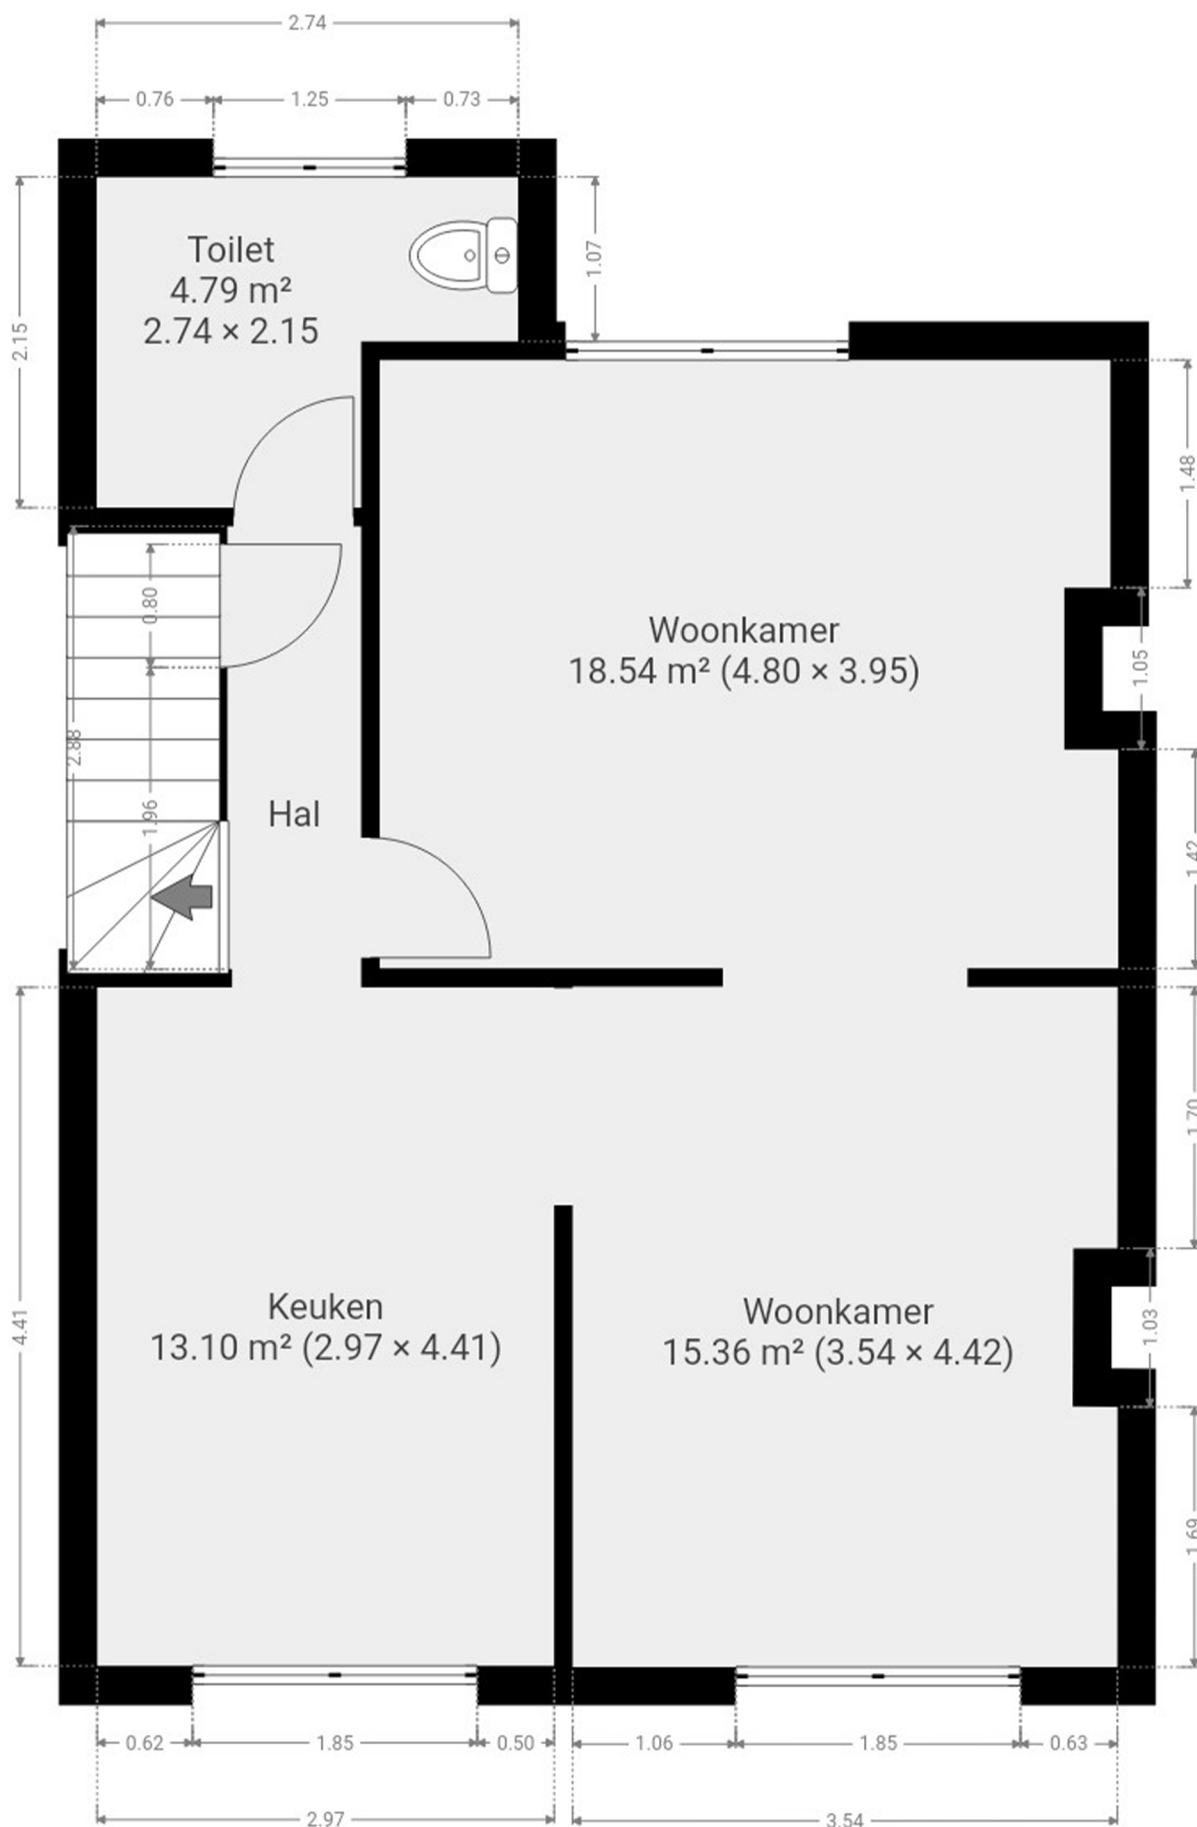 2.74
0.76
1.25
0.73
Toilet
4.79 m²
2.74 × 2.15
1.07
2.15
1.48
0.80
Woonkamer
18.54 m² (4.80 × 3.95)
1.05
2.88
1.96
Hal
1.42
1.70
4.41
Keuken
13.10 m² (2.97 × 4.41)
Woonkamer
15.36 m² (3.54 × 4.42)
1.03
1.69
0.62
1.85
0.50
1.06
1.85
0.63
2.97
3.54